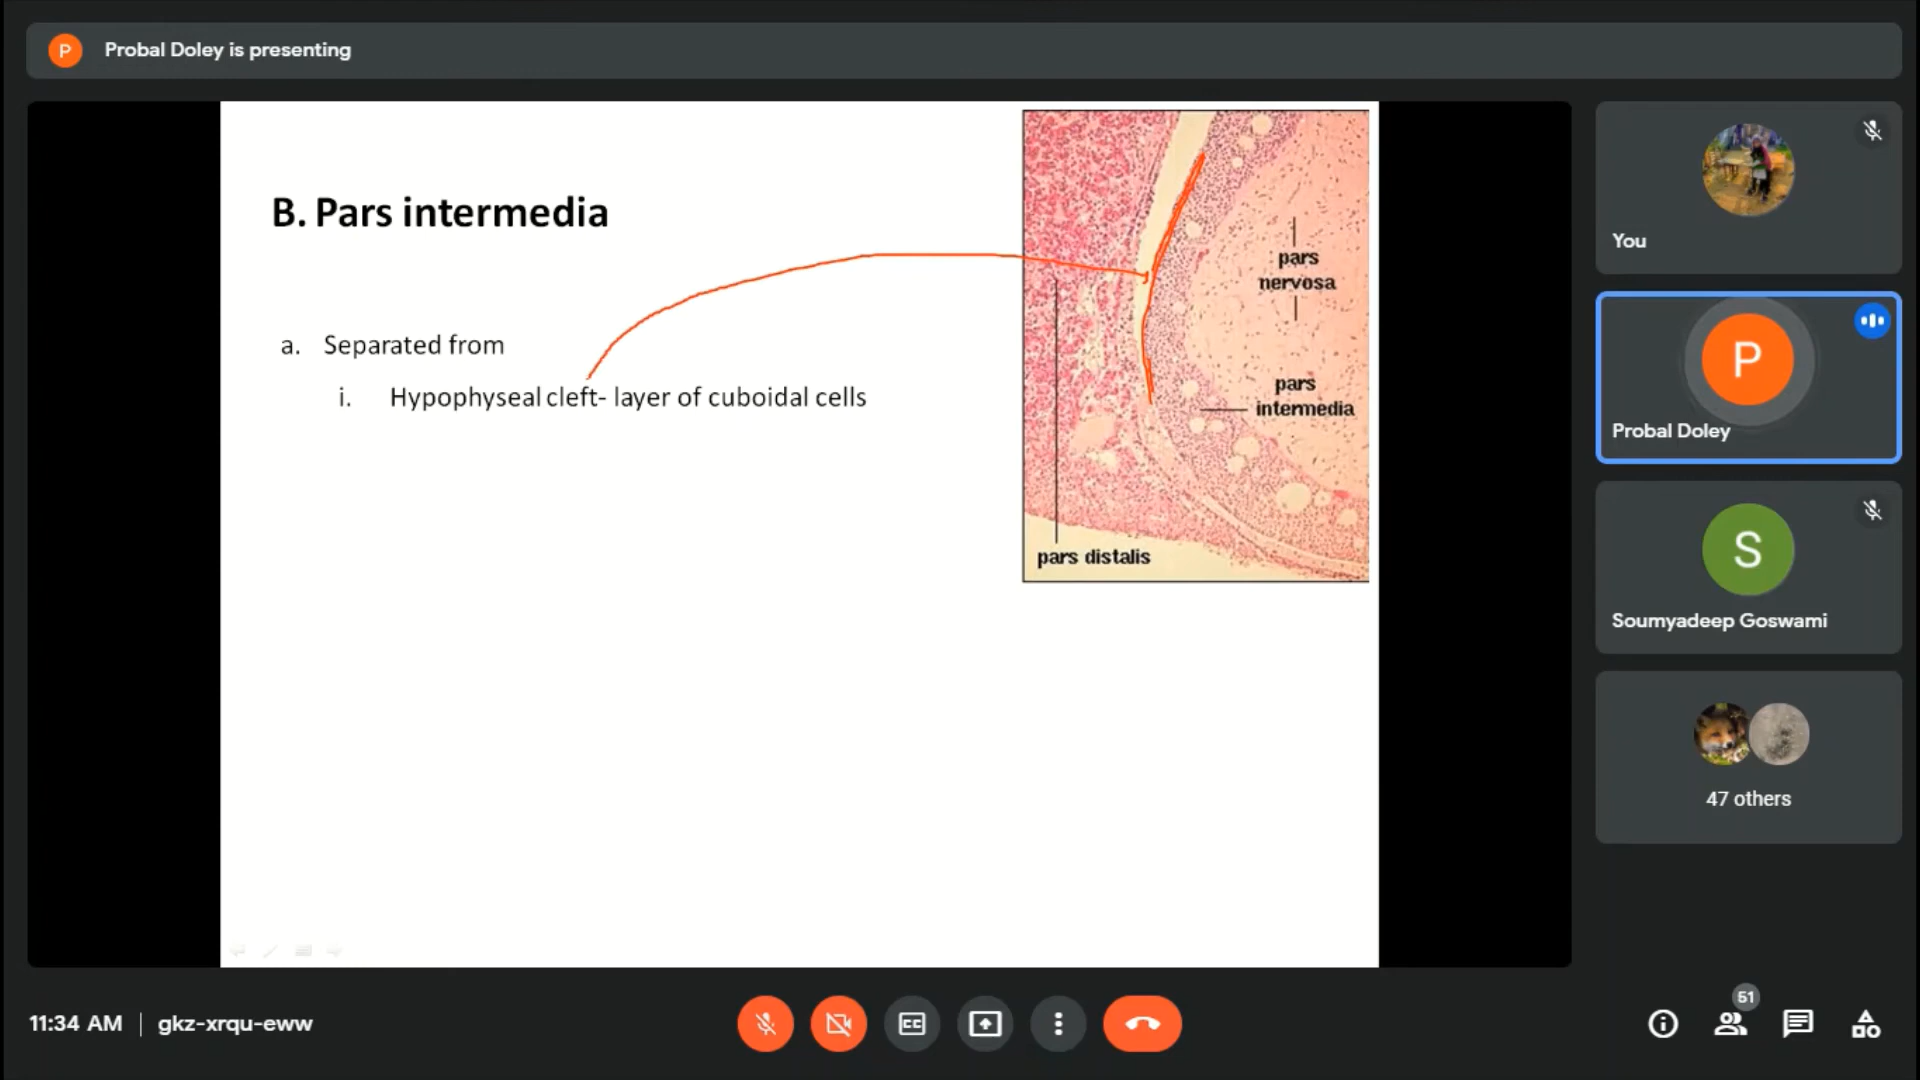 P
Probal Doley is presenting
B. Pars intermedia
a. Separated from
i. Hypophyseal cleft- layer of cuboidal cells
pars
nervosa
pars
intermedia
pars distalis
You
P
Probal Doley
S
Soumyadeep Goswami
47 others
11:34 AM | gkz-xrqu-eww
CC
51